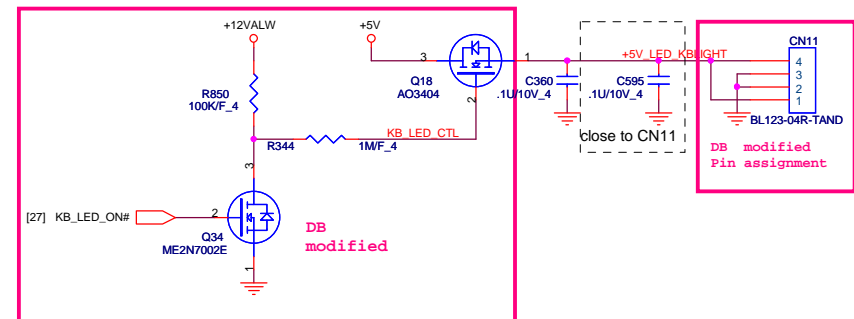 +12VALW
+5V
3
1
Q18
AO3404
2
R850
100K/F_4
R344
1M/F_4
KB_LED_CTL
3
[27] KB_LED_ON#
2
Q34
ME2N7002E
1
DB
modified
C360
.1U/10V_4
+5V_LED_KBLIGHT
C595
.1U/10V_4
close to CN11
CN11
4
3
2
1
BL123-04R-TAND
DB modified
Pin assignment